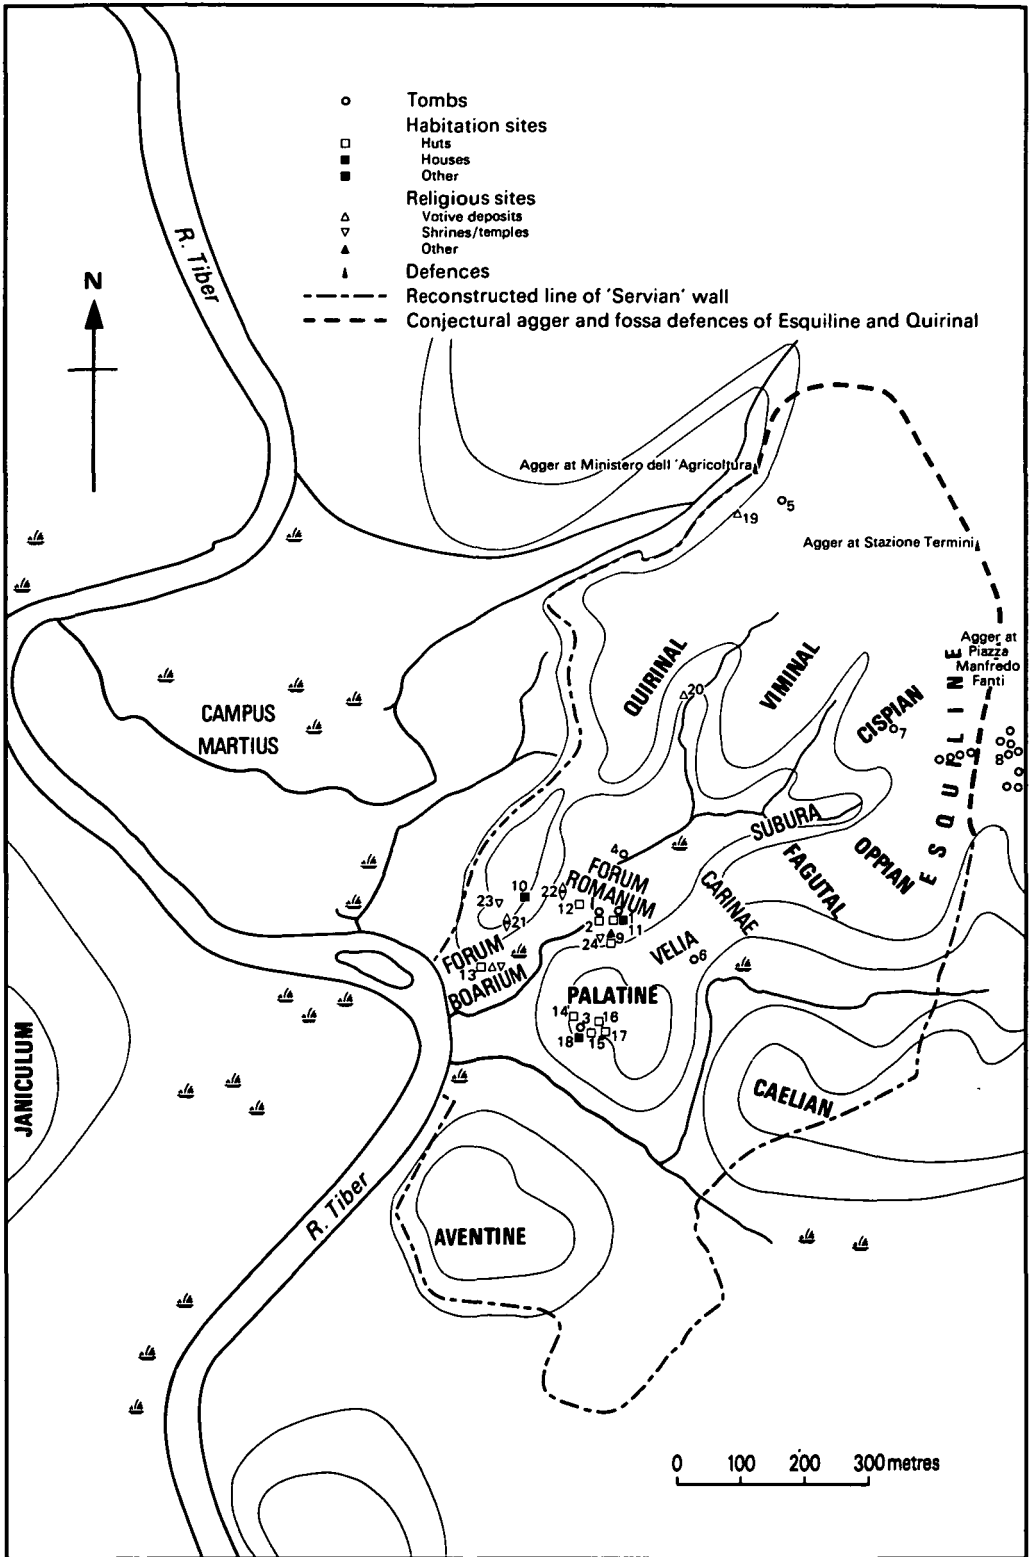 Tombs
Habitation sites
Huts
Houses
Other
Religious sites
Votive deposits
Shrines/temples
Other
Defences
Reconstructed line of 'Servian' wall
Conjectural agger and fossa defences of Esquiline and Quirinal
R. Tiber
N
Agger at Ministero dell 'Agricoltura
5
19
Agger at Stazione Termini
Agger at
Piazza
Manfredo
Fanti
ESQUILINE
QUIRINAL
VIMINAL
CISPIAN
20
7
8
CAMPUS
MARTIUS
SUBURA
OPPIAN
FAGUTAL
CARINAE
4
FORUM
ROMANUM
10
22
23
12
1
1
2
11
21
9
24
VELIA
6
FORUM
BOARIUM
13
PALATINE
14
3
16
17
15
18
JANICULUM
CAELIAN
R. Tiber
AVENTINE
0 100 200 300 metres